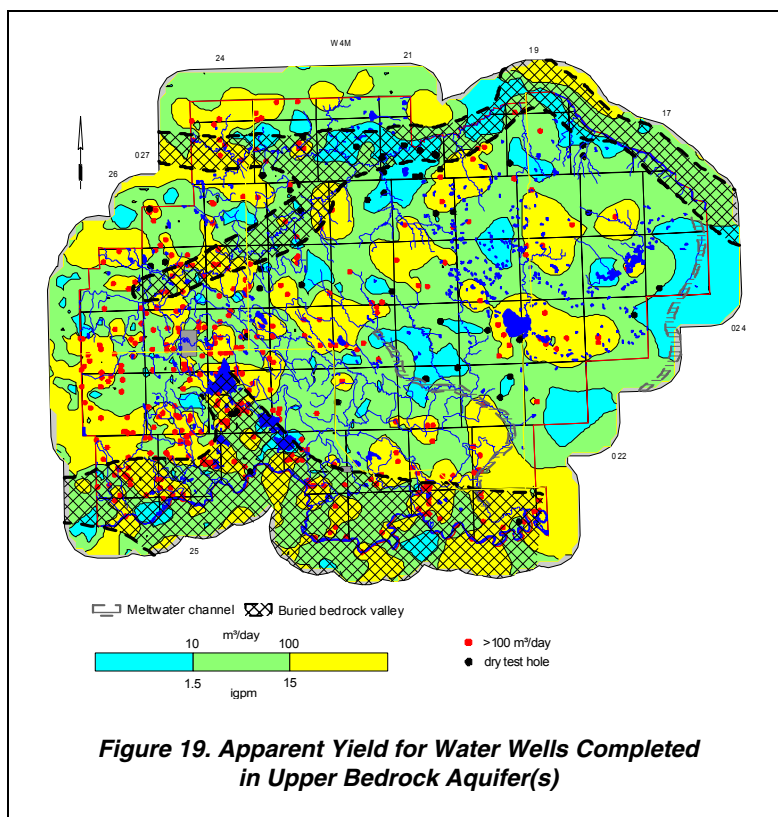 W4M
24
21
19
17
027
26
024
022
25
Meltwater channel Buried bedrock valley
m³/day
10 100
1.5 15
igpm
>100 m³/day
dry test hole
Figure 19. Apparent Yield for Water Wells Completed
in Upper Bedrock Aquifer(s)